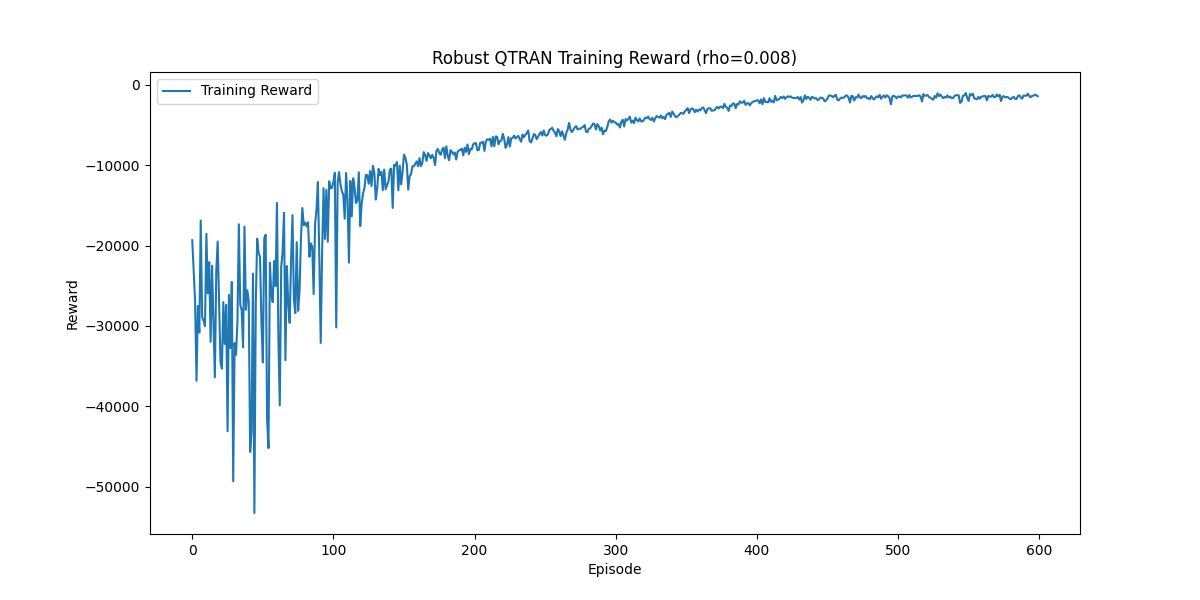 Robust QTRAN Training Reward (rho=0.008)
Training Reward
0
−10000
−20000
−30000
−40000
−50000
Reward
0 100 200 300 400 500 600
Episode